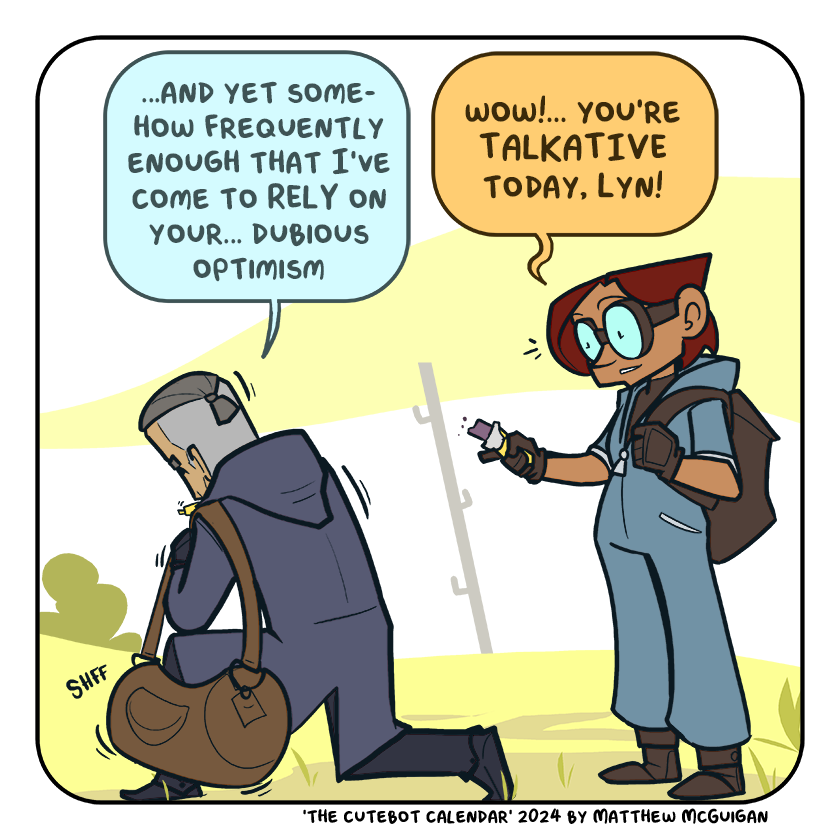 ...AND YET SOME-
HOW FREQUENTLY
ENOUGH THAT I'VE
COME TO RELY ON
YOUR... DUBIOUS
OPTIMISM
WOW!... YOU'RE
TALKATIVE
TODAY, LYN!
SHFF
'THE CUTEBOT CALENDAR' 2024 BY MATTHEW MCGUIGAN